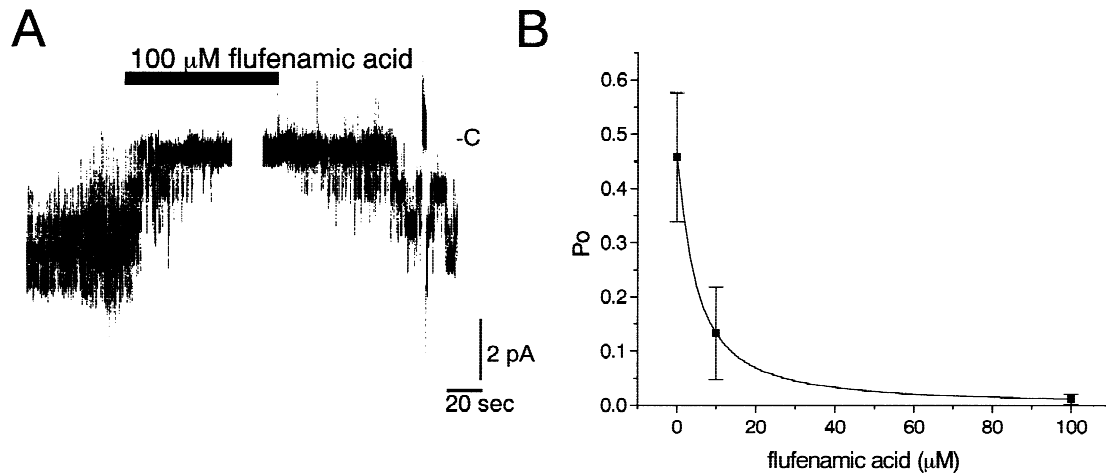 A
100 µM flufenamic acid
-C
2 pA
20 sec
B
Po
0.6
0.5
0.4
0.3
0.2
0.1
0.0
0 20 40 60 80 100
flufenamic acid (µM)